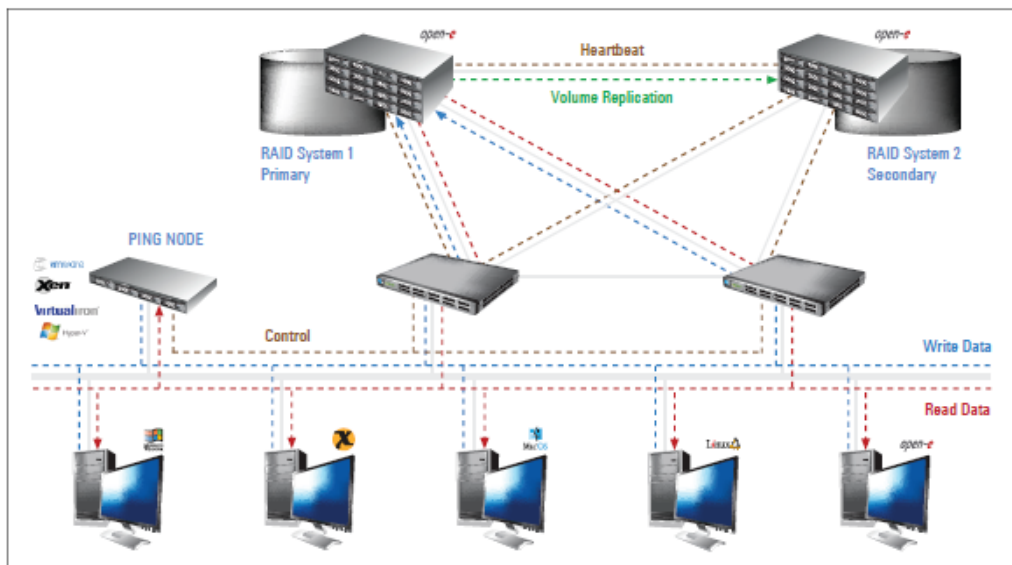 open-e
Heartbeat
open-e
Volume Replication
RAID System 1
Primary
RAID System 2
Secondary
PING NODE
vmware
Xen
Virtualiron
Hyper-V
Control
Write Data
Read Data
Windows
X
MacOS
Linux
open-e